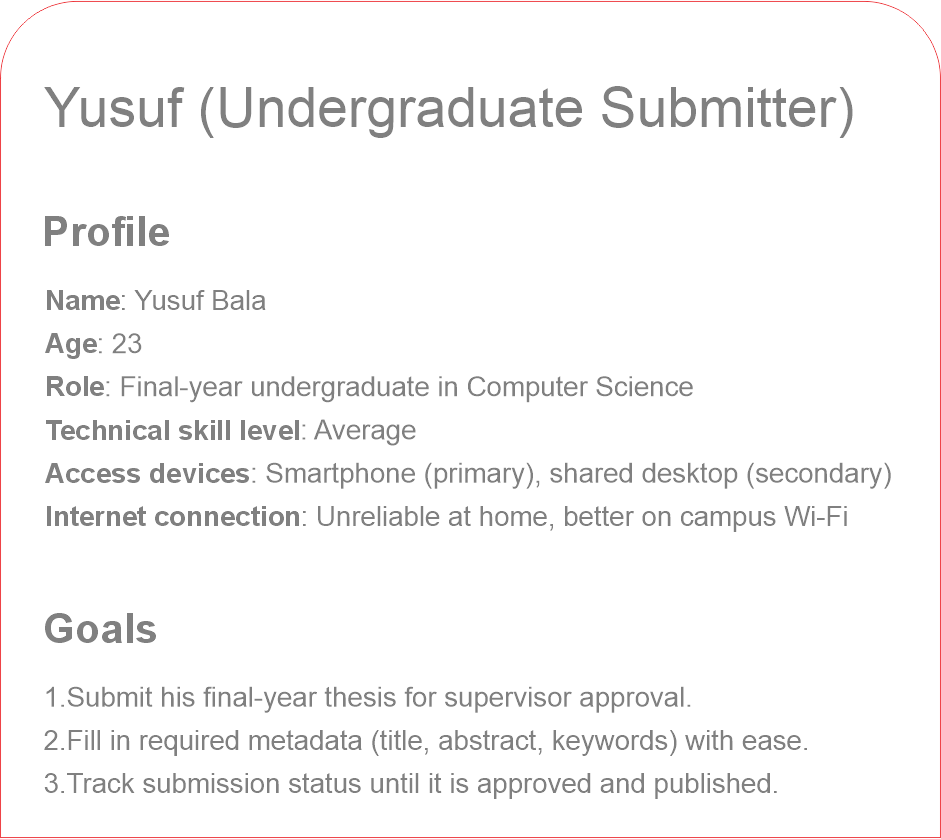 Yusuf (Undergraduate Submitter)
Profile
Name: Yusuf Bala
Age: 23
Role: Final-year undergraduate in Computer Science
Technical skill level: Average
Access devices: Smartphone (primary), shared desktop (secondary)
Internet connection: Unreliable at home, better on campus Wi-Fi
Goals
1.Submit his final-year thesis for supervisor approval.
2.Fill in required metadata (title, abstract, keywords) with ease.
3.Track submission status until it is approved and published.